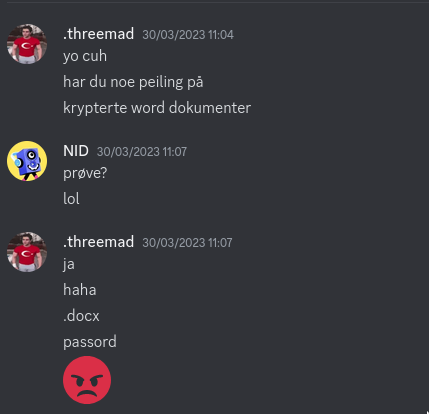 .threemad 30/03/2023 11:04
yo cuh
har du noe peiling på
krypterte word dokumenter
NID 30/03/2023 11:07
prøve?
lol
.threemad 30/03/2023 11:07
ja
haha
.docx
passord